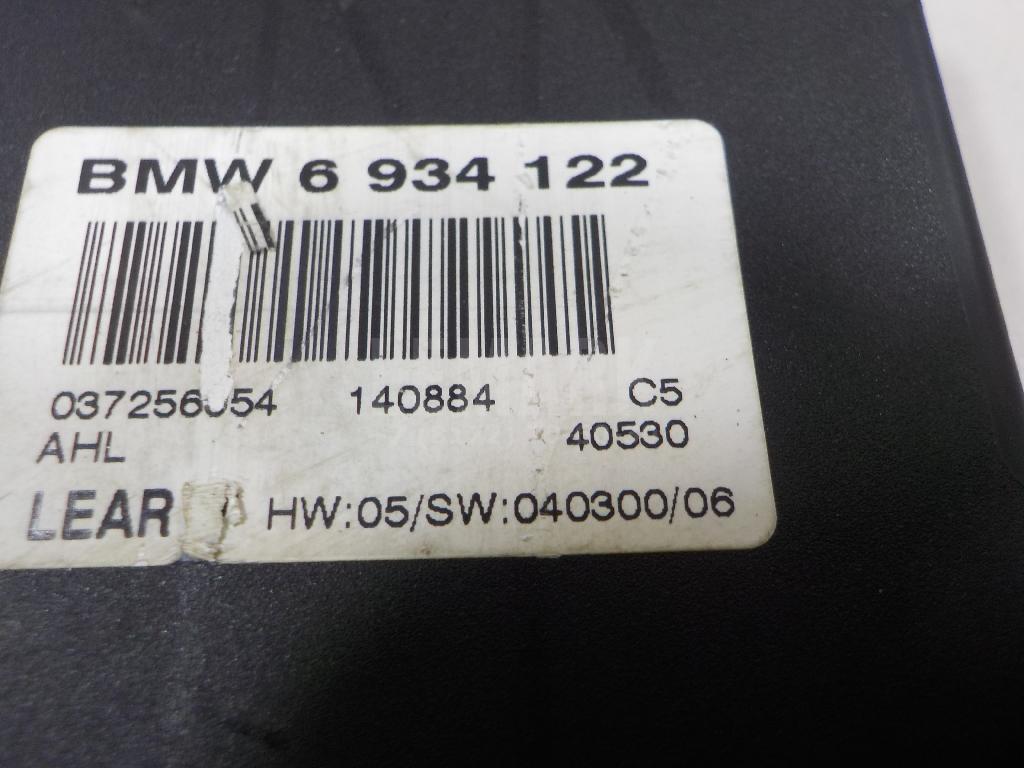 BMW 6 934 122
140884 C5
AHL 40530
LEAR HW:05/SW:040300/06